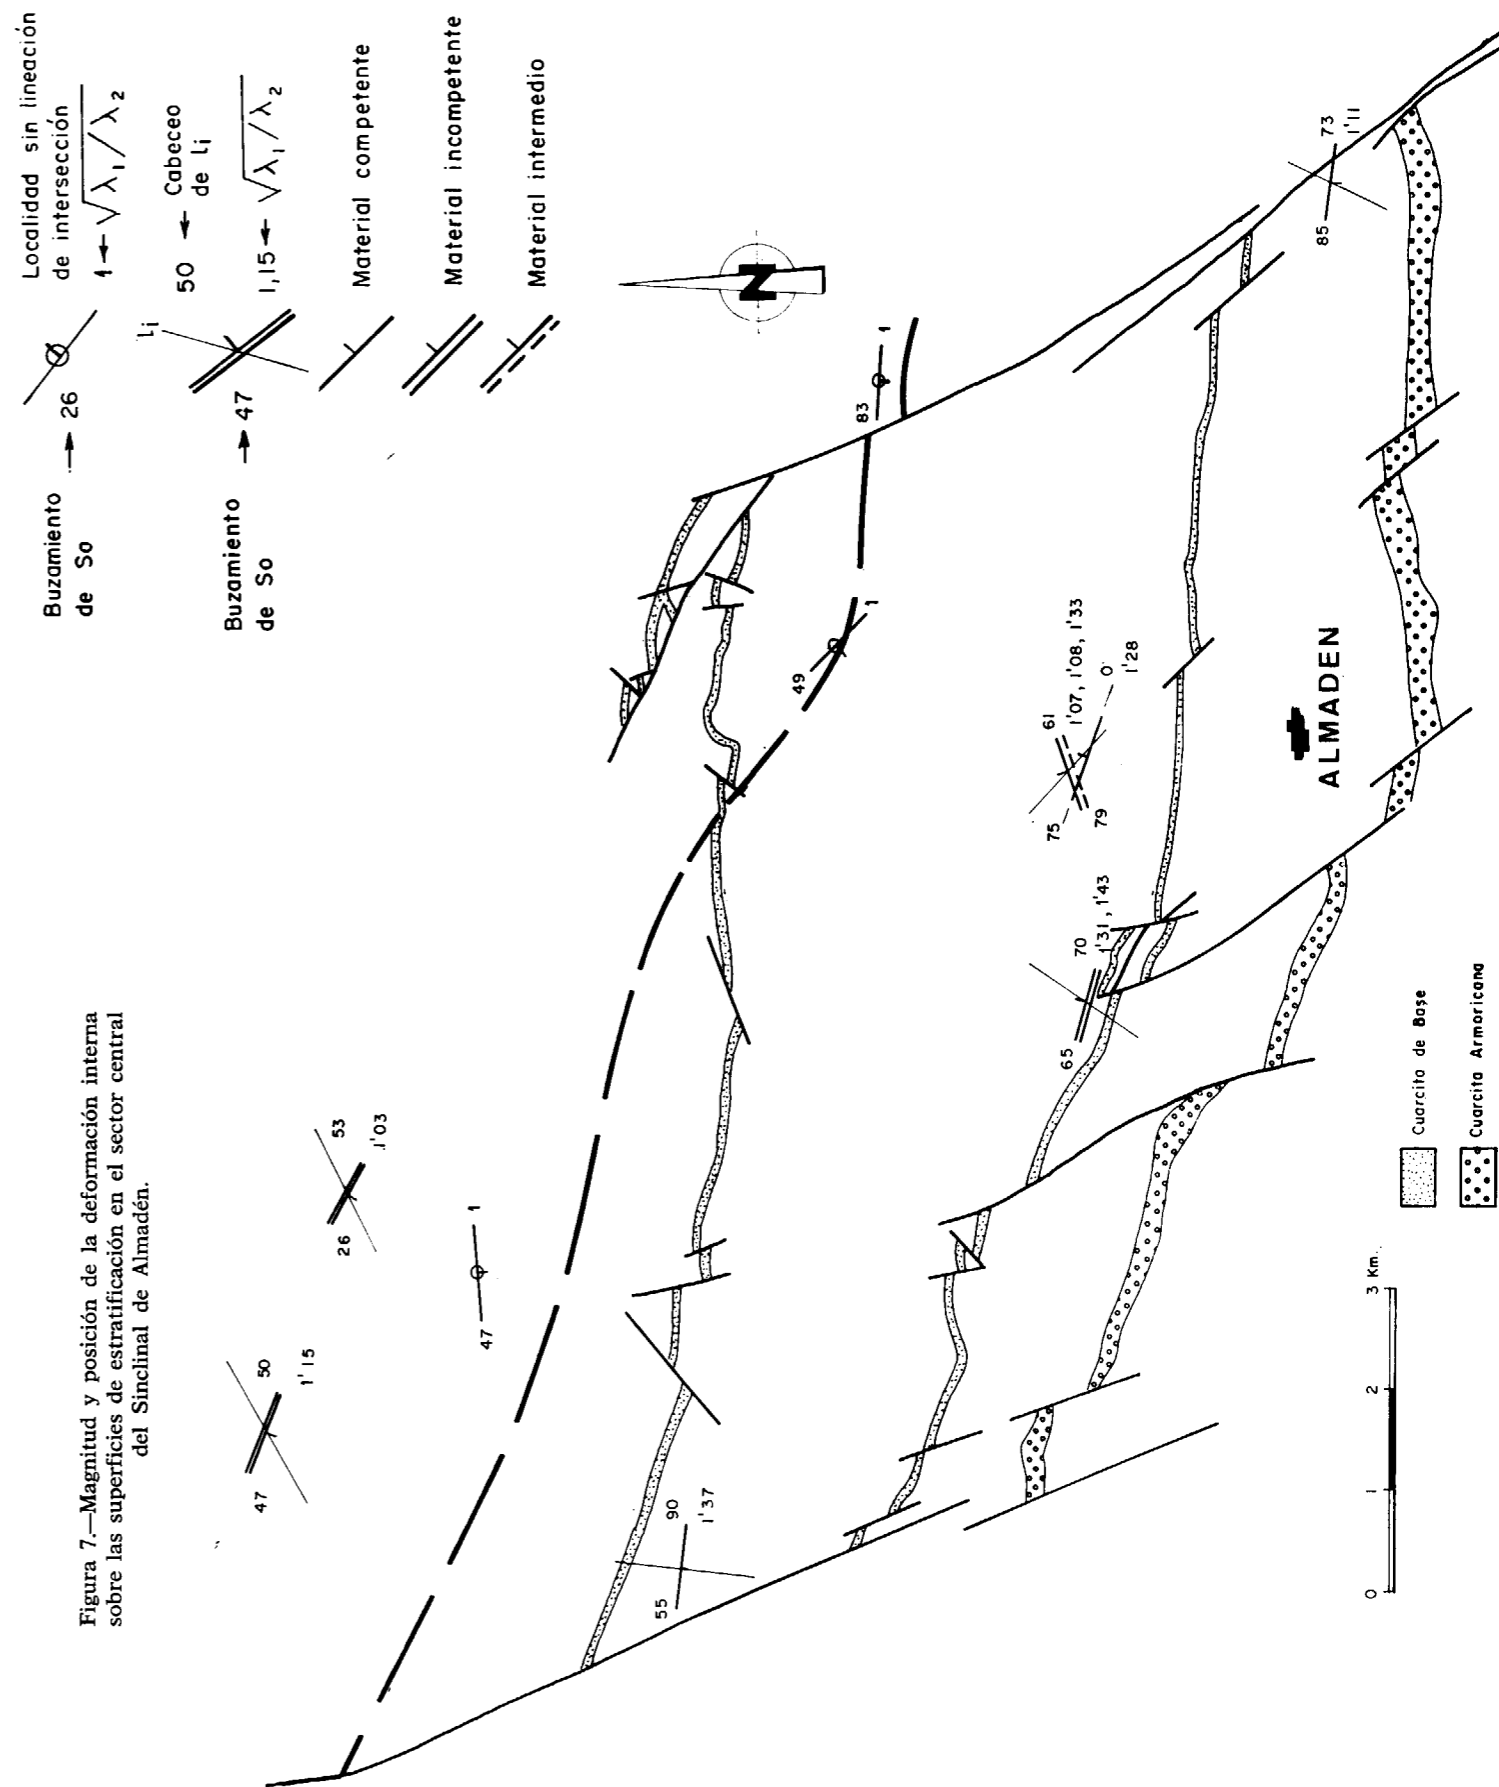 Figura 7.—Magnitud y posición de la deformación interna
sobre las superficies de estratificación en el sector central
del Sinclinal de Almadén.
Localidad sin lineación
de intersección
1 ← √λ1/λ2
Buzamiento → 26
de So
Li
50 ← Cabeceo
de Li
1,15 ← √λ1/λ2
Buzamiento → 47
de So
Material competente
Material incompetente
Material intermedio
N
47
50
1'15
26
53
1'03
47
1
55
90
1'37
49
1
83
1
65
70
1'31, 1'43
75
79
61
1'07, 1'08, 1'33
0
1'28
85
73
1'11
ALMADEN
0
1
2
3 Km.
Cuarcita de Base
Cuarcita Armoricana